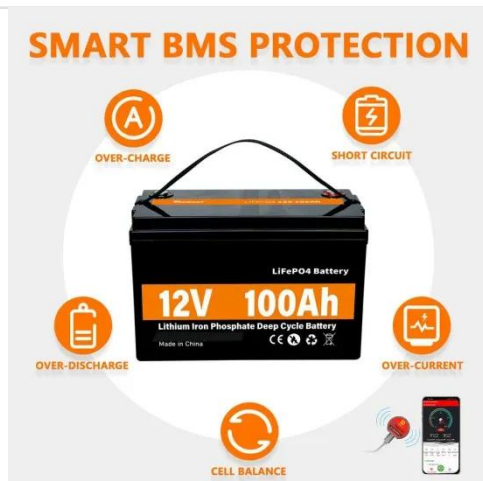 SMART BMS PROTECTION
OVER-CHARGE
SHORT CIRCUIT
LiFePO4 Battery
12V 100Ah
Lithium Iron Phosphate Deep Cycle Battery
Made in China
CE
OVER-DISCHARGE
OVER-CURRENT
CELL BALANCE